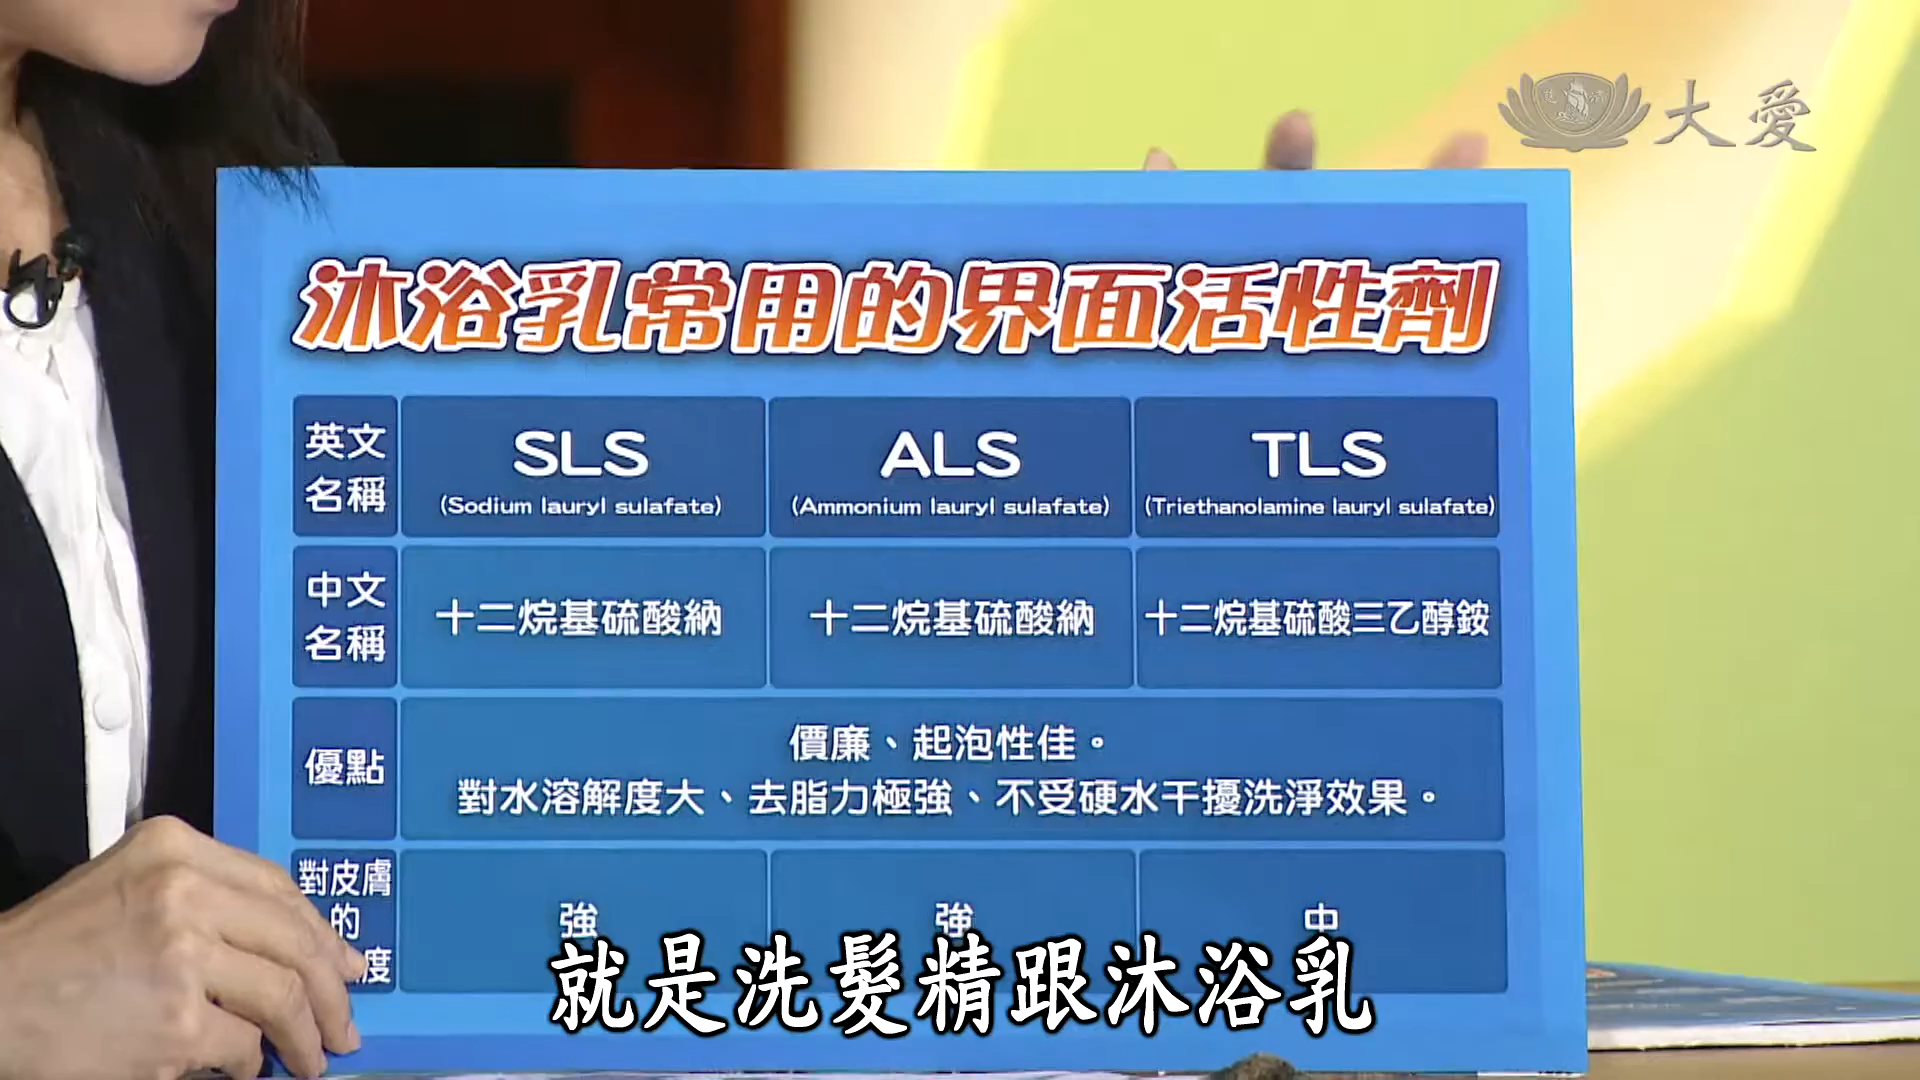 大愛
沐浴乳常用的界面活性劑
英文
名稱
SLS
(Sodium lauryl sulafate)
ALS
(Ammonium lauryl sulafate)
TLS
(Triethanolamine lauryl sulafate)
中文
名稱
十二烷基硫酸納
十二烷基硫酸納
十二烷基硫酸三乙醇銨
優點
價廉、起泡性佳。
對水溶解度大、去脂力極強、不受硬水干擾洗淨效果。
對皮膚
的
度
強
強
中
就是洗髮精跟沐浴乳